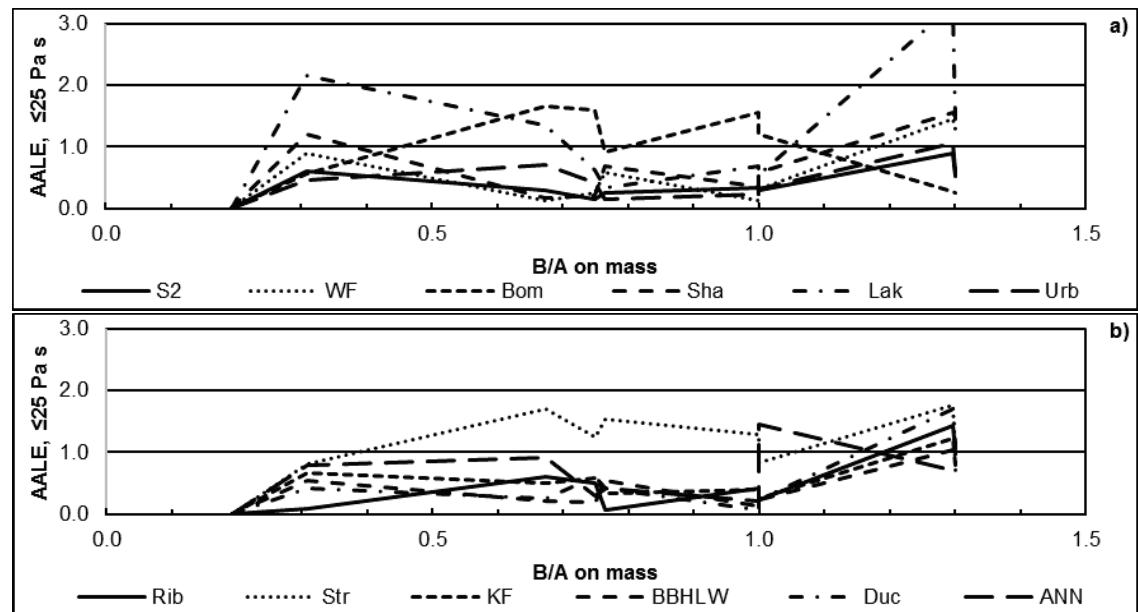 a)
3.0
2.0
1.0
0.0
AALE, ≤25 Pa s
0.0 0.5 1.0 1.5
B/A on mass
S2 WF Bom Sha Lak Urb
b)
3.0
2.0
1.0
0.0
AALE, ≤25 Pa s
0.0 0.5 1.0 1.5
B/A on mass
Rib Str KF BBHLW Duc ANN